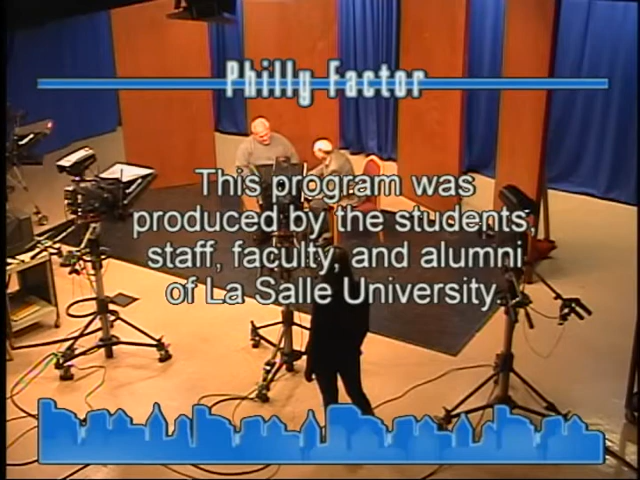 Philly Factor
This program was
produced by the students,
staff, faculty, and alumni
of La Salle University.